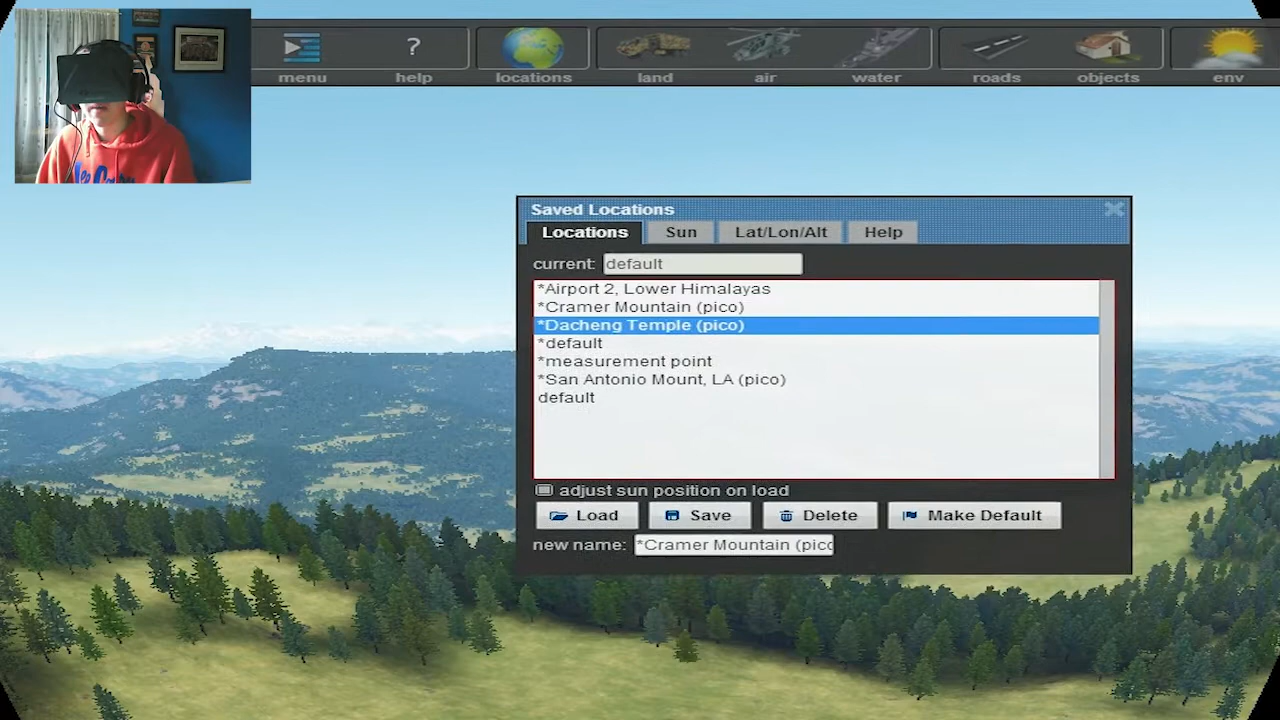 menu
help
locations
land
air
water
roads
objects
env
?
Saved Locations
Locations
Sun
Lat/Lon/Alt
Help
current: default
*Airport 2, Lower Himalayas
*Cramer Mountain (pico)
*Dacheng Temple (pico)
*default
*measurement point
*San Antonio Mount, LA (pico)
default
adjust sun position on load
Load
Save
Delete
Make Default
new name: *Cramer Mountain (pic